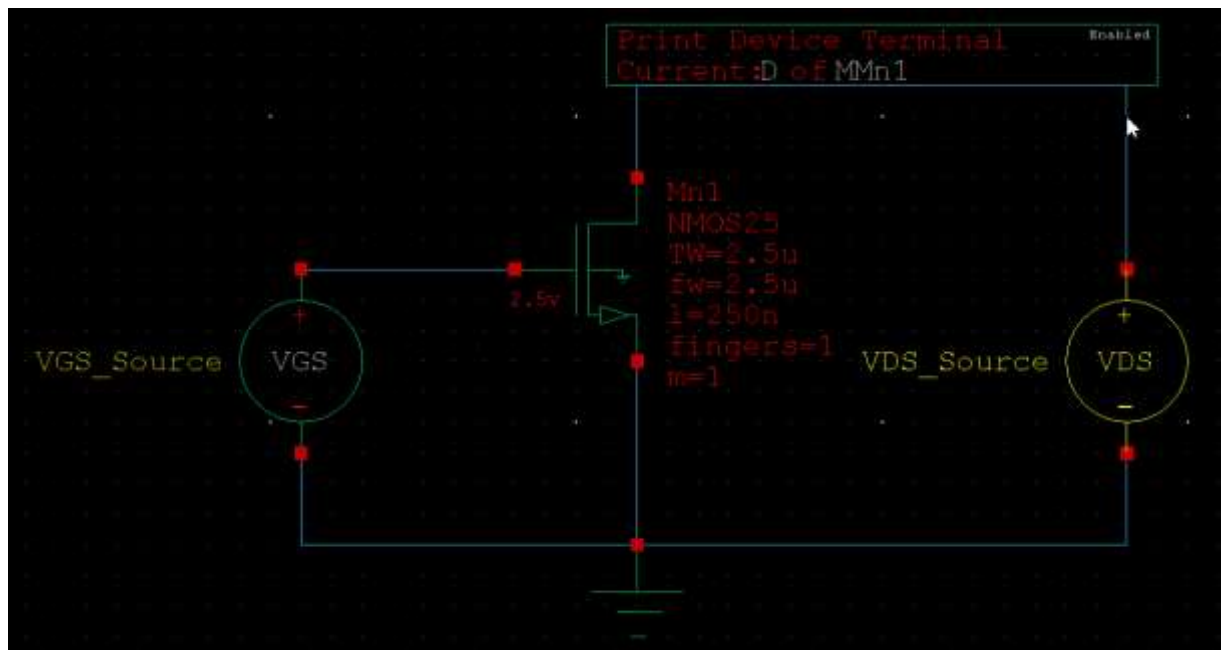 Print Device Terminal Enabled
Current:D of MMn1
Mn1
NMOS25
TW=2.5u
fw=2.5u
2.5v
l=250n
fingers=1
m=1
VGS_Source
+
VGS
−
VDS_Source
+
VDS
−